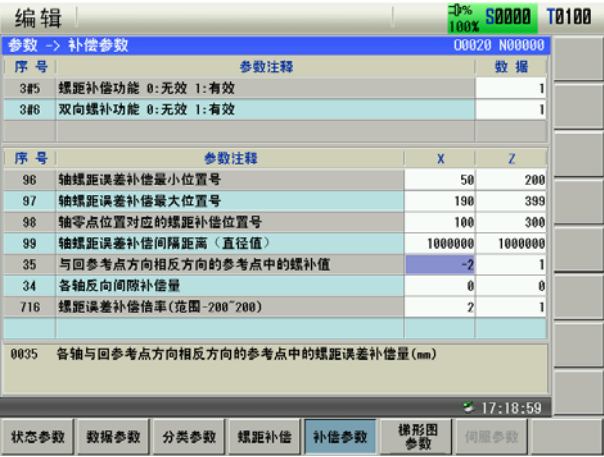 编辑 100% S0000 T0100
参数 -> 补偿参数 O0020 N00000
序 号 参数注释 数 据
3#5 螺距补偿功能 0:无效 1:有效 1
3#6 双向螺补功能 0:无效 1:有效 1
序 号 参数注释 X Z
96 轴螺距误差补偿最小位置号 50 200
97 轴螺距误差补偿最大位置号 190 399
98 轴零点位置对应的螺距补偿位置号 100 300
99 轴螺距误差补偿间隔距离（直径值） 1000000 1000000
35 与回参考点方向相反方向的参考点中的螺补值 -2 1
34 各轴反向间隙补偿量 0 0
716 螺距误差补偿倍率(范围-200~200) 2 1
0035 各轴与回参考点方向相反方向的参考点中的螺距误差补偿量(mm)
17:18:59
状态参数 数据参数 分类参数 螺距补偿 补偿参数 梯形图参数 伺服参数